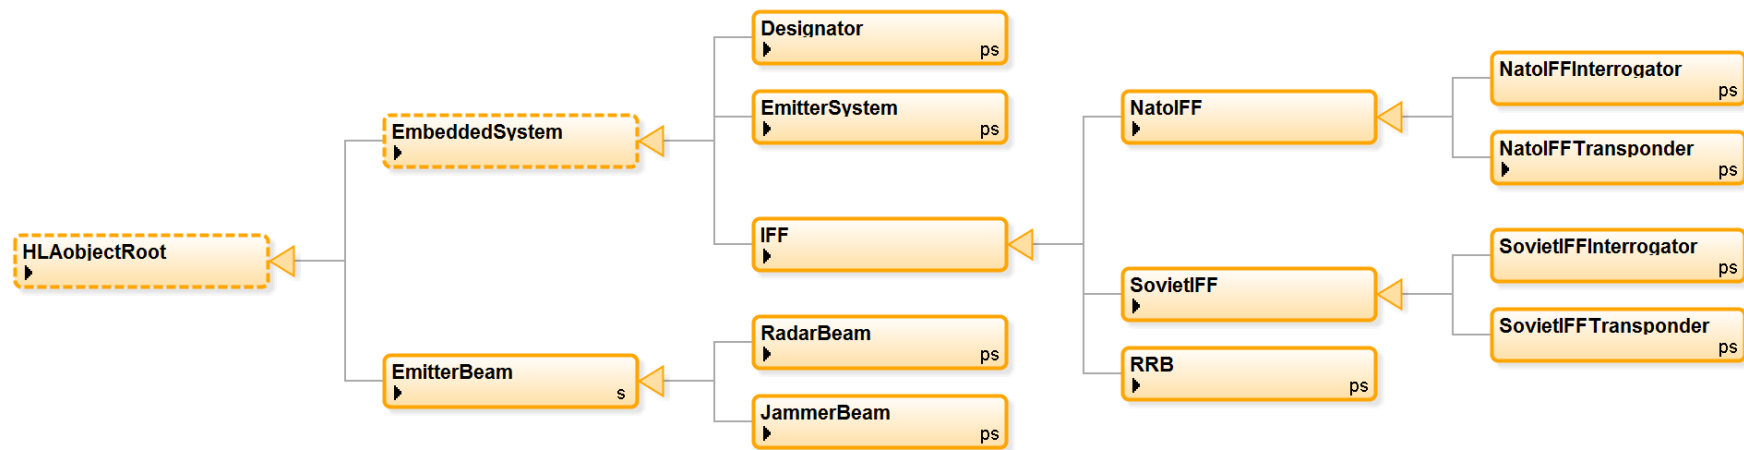 HLAobjectRoot
EmbeddedSystem
EmitterBeam
s
Designator
ps
EmitterSystem
ps
IFF
RadarBeam
ps
JammerBeam
ps
NatoIFF
SovietIFF
RRB
ps
NatoIFFInterrogator
ps
NatoIFFTransponder
ps
SovietIFFInterrogator
ps
SovietIFFTransponder
ps